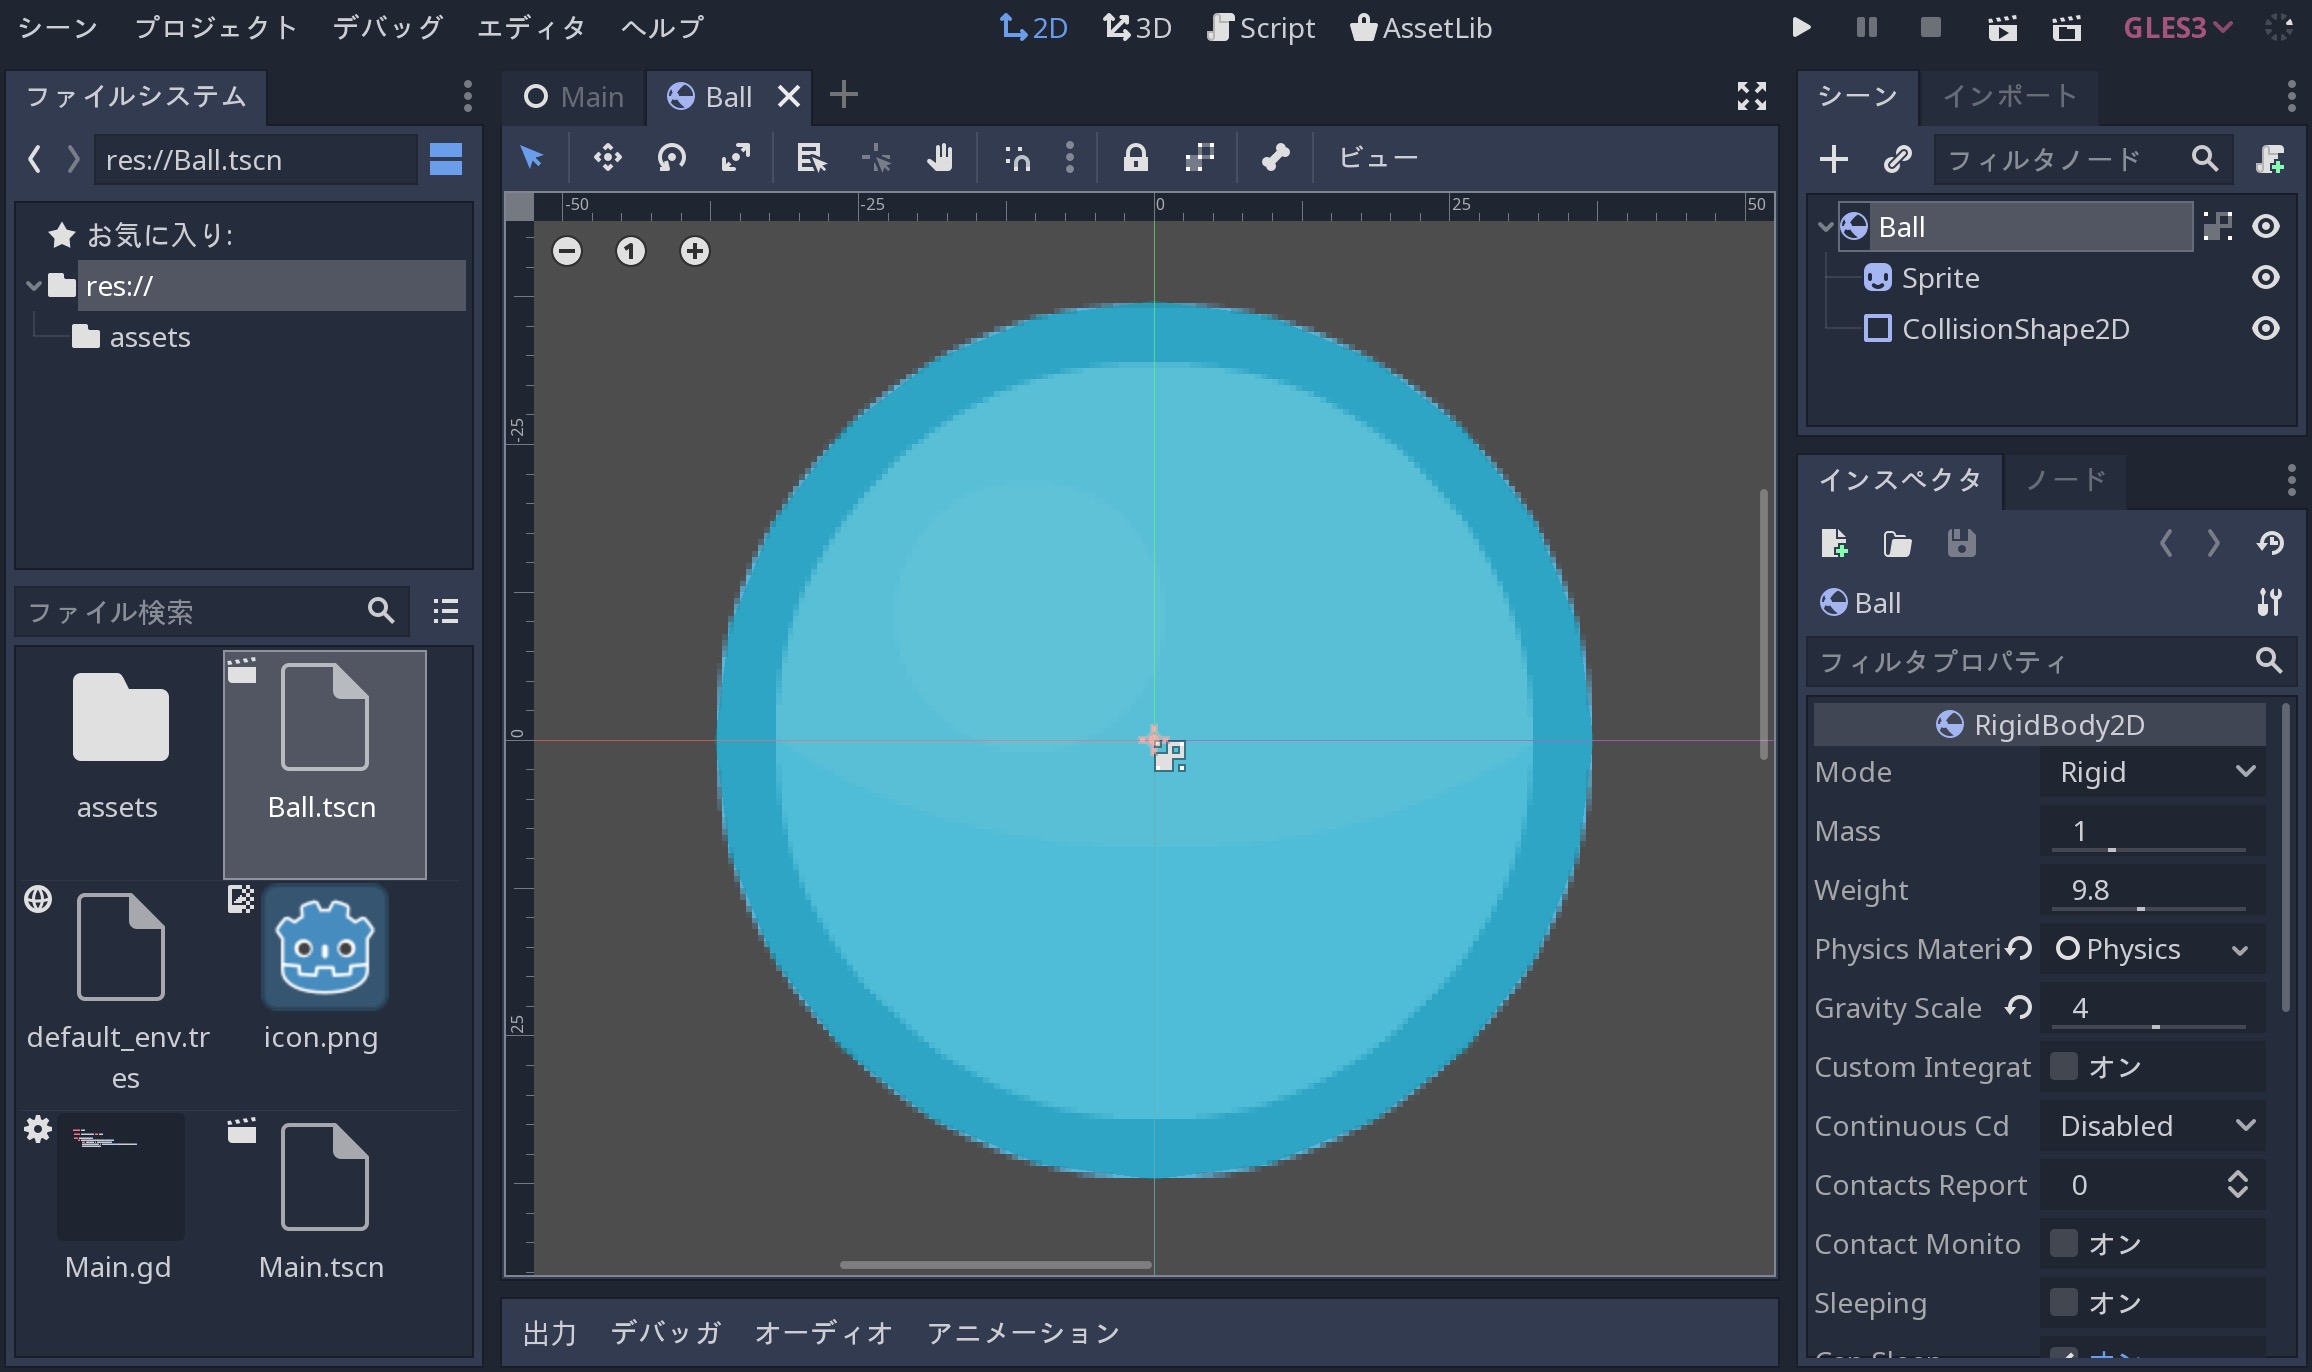 シーン プロジェクト デバッグ エディタ ヘルプ 2D 3D Script AssetLib GLES3
ファイルシステム
res://Ball.tscn
お気に入り:
res://
assets
ファイル検索
assets
Ball.tscn
default_env.tr
es
icon.png
Main.gd
Main.tscn
Main Ball
ビュー
-50 -25 0 25 50
1
-25
0
25
出力 デバッガ オーディオ アニメーション
シーン インポート
フィルタノード
Ball
Sprite
CollisionShape2D
インスペクタ ノード
Ball
フィルタプロパティ
RigidBody2D
Mode Rigid
Mass 1
Weight 9.8
Physics Materi Physics
Gravity Scale 4
Custom Integrat オン
Continuous Cd Disabled
Contacts Report 0
Contact Monito オン
Sleeping オン